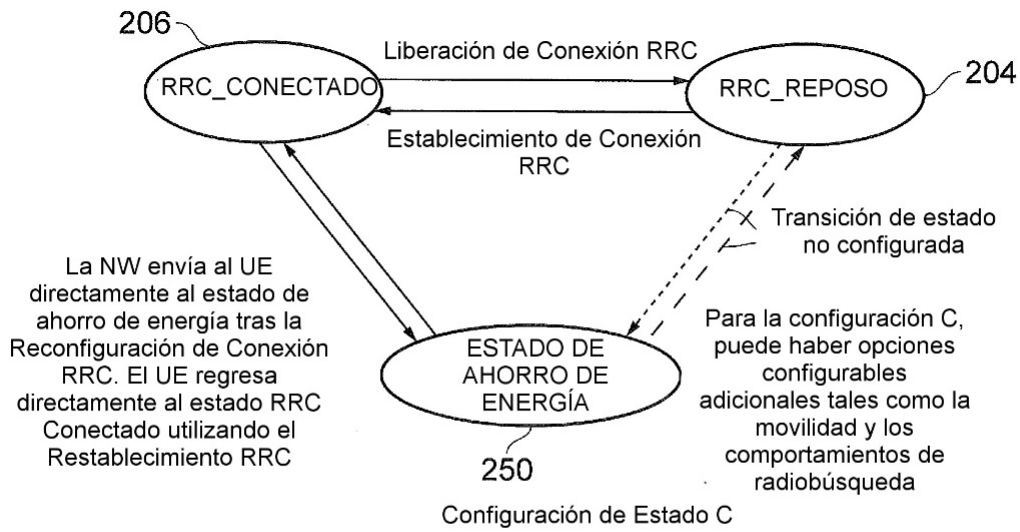 206
Liberación de Conexión RRC
RRC_CONECTADO
RRC_REPOSO
204
Establecimiento de Conexión
RRC
Transición de estado
no configurada
La NW envía al UE
directamente al estado de
ahorro de energía tras la
Reconfiguración de Conexión
RRC. El UE regresa
directamente al estado RRC
Conectado utilizando el
Restablecimiento RRC
ESTADO DE
AHORRO DE
ENERGÍA
250
Para la configuración C,
puede haber opciones
configurables
adicionales tales como la
movilidad y los
comportamientos de
radiobúsqueda
Configuración de Estado C